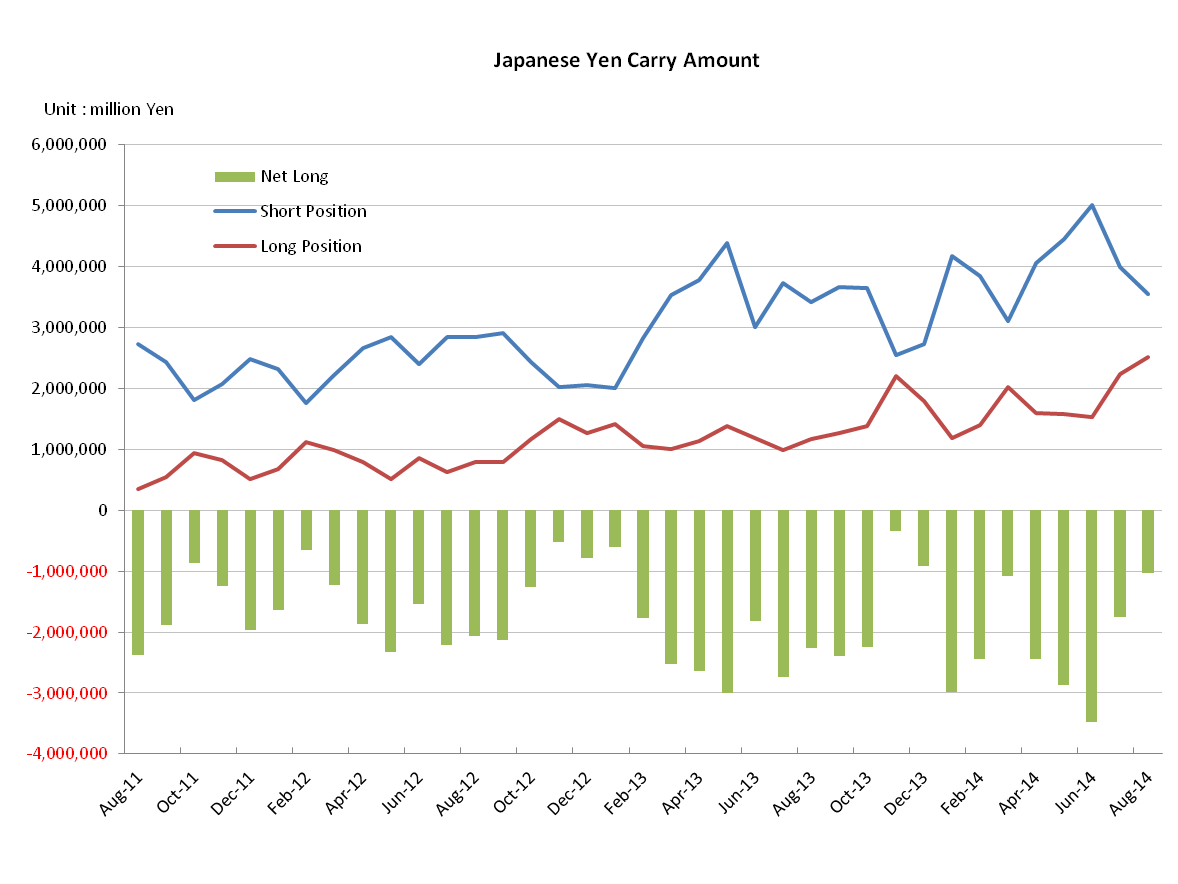 Japanese Yen Carry Amount
Unit : million Yen
6,000,000
5,000,000
4,000,000
3,000,000
2,000,000
1,000,000
0
-1,000,000
-2,000,000
-3,000,000
-4,000,000
Net Long
Short Position
Long Position
Aug-11
Oct-11
Dec-11
Feb-12
Apr-12
Jun-12
Aug-12
Oct-12
Dec-12
Feb-13
Apr-13
Jun-13
Aug-13
Oct-13
Dec-13
Feb-14
Apr-14
Jun-14
Aug-14